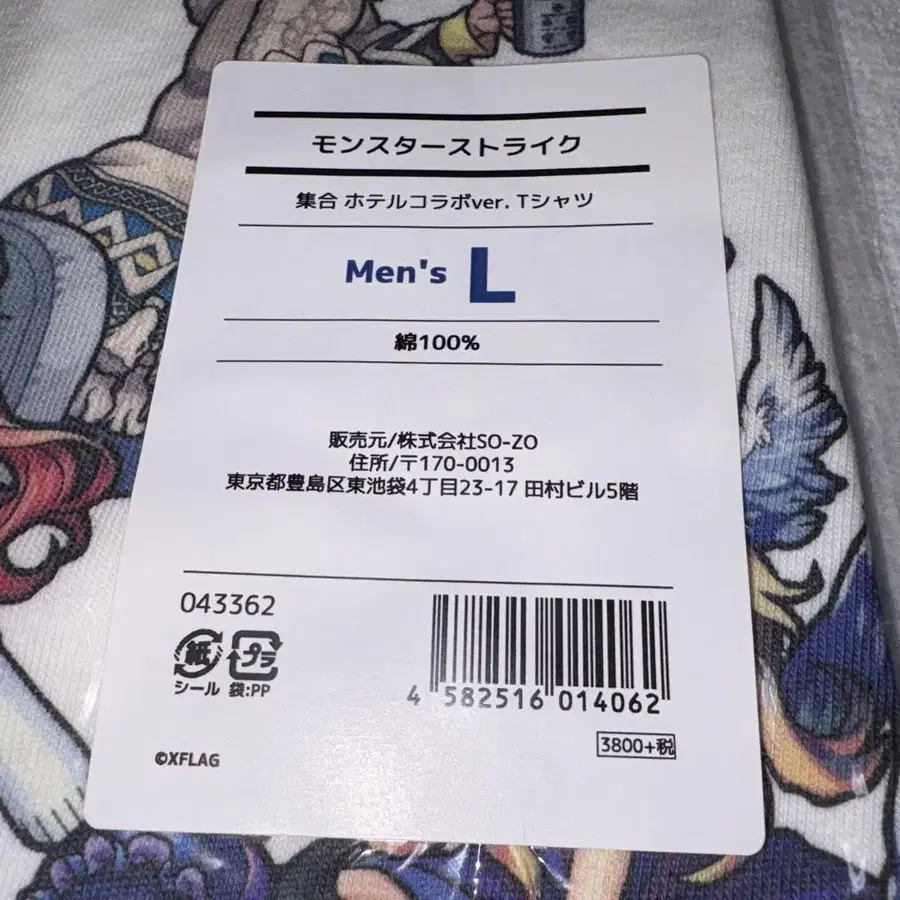 モンスターストライク
集合 ホテルコラボver. Tシャツ
Men's L
綿100%
販売元/株式会社SO-ZO
住所/〒170-0013
東京都豊島区東池袋4丁目23-17 田村ビル5階
043362
紙 プラ
シール 袋:PP
4 582516 014062
3800+税
©XFLAG